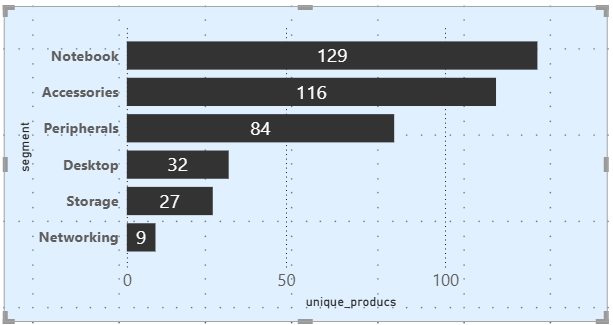 segment
Notebook 129
Accessories 116
Peripherals 84
Desktop 32
Storage 27
Networking 9
0 50 100
unique_producs